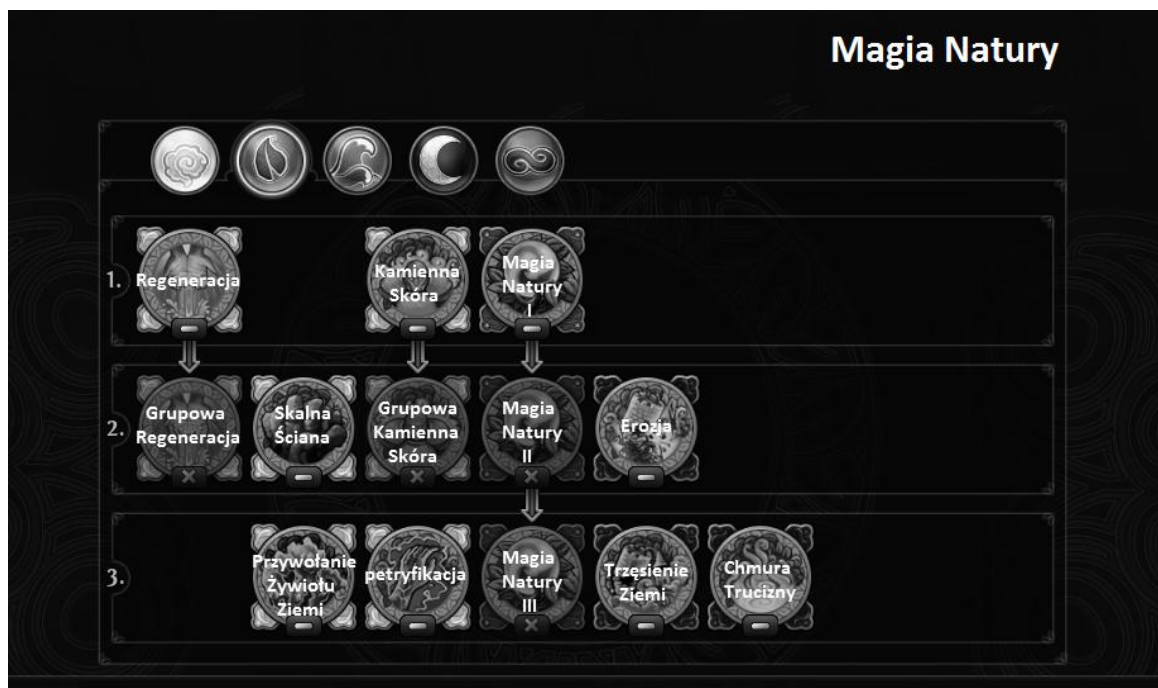 Magia Natury
1.
Regeneracja
Kamienna
Skóra
Magia
Natury
I
2.
Grupowa
Regeneracja
Skalna
Ściana
Grupowa
Kamienna
Skóra
Magia
Natury
II
Erozja
3.
Przywołanie
Żywiołu
Ziemi
petryfikacja
Magia
Natury
III
Trzęsienie
Ziemi
Chmura
Trucizny